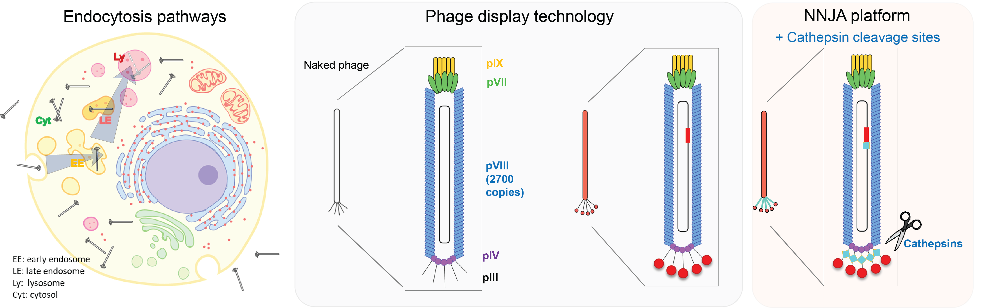 Endocytosis pathways
Ly
LE
Cyt
EE
EE: early endosome
LE: late endosome
Ly: lysosome
Cyt: cytosol
Phage display technology
Naked phage
pIX
pVII
pVIII
(2700
copies)
pIV
pIII
NNJA platform
+ Cathepsin cleavage sites
Cathepsins